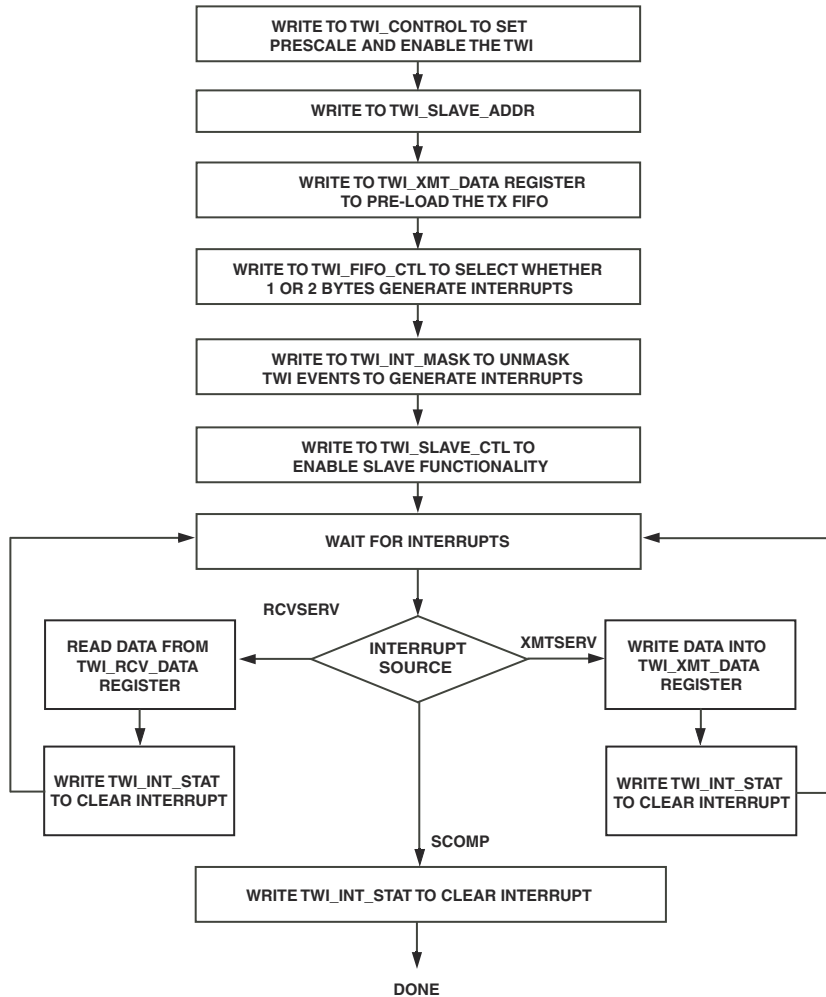 WRITE TO TWI_CONTROL TO SET
PRESCALE AND ENABLE THE TWI
WRITE TO TWI_SLAVE_ADDR
WRITE TO TWI_XMT_DATA REGISTER
TO PRE-LOAD THE TX FIFO
WRITE TO TWI_FIFO_CTL TO SELECT WHETHER
1 OR 2 BYTES GENERATE INTERRUPTS
WRITE TO TWI_INT_MASK TO UNMASK
TWI EVENTS TO GENERATE INTERRUPTS
WRITE TO TWI_SLAVE_CTL TO
ENABLE SLAVE FUNCTIONALITY
WAIT FOR INTERRUPTS
RCVSERV
INTERRUPT
SOURCE
XMTSERV
READ DATA FROM
TWI_RCV_DATA
REGISTER
WRITE DATA INTO
TWI_XMT_DATA
REGISTER
WRITE TWI_INT_STAT
TO CLEAR INTERRUPT
WRITE TWI_INT_STAT
TO CLEAR INTERRUPT
SCOMP
WRITE TWI_INT_STAT TO CLEAR INTERRUPT
DONE